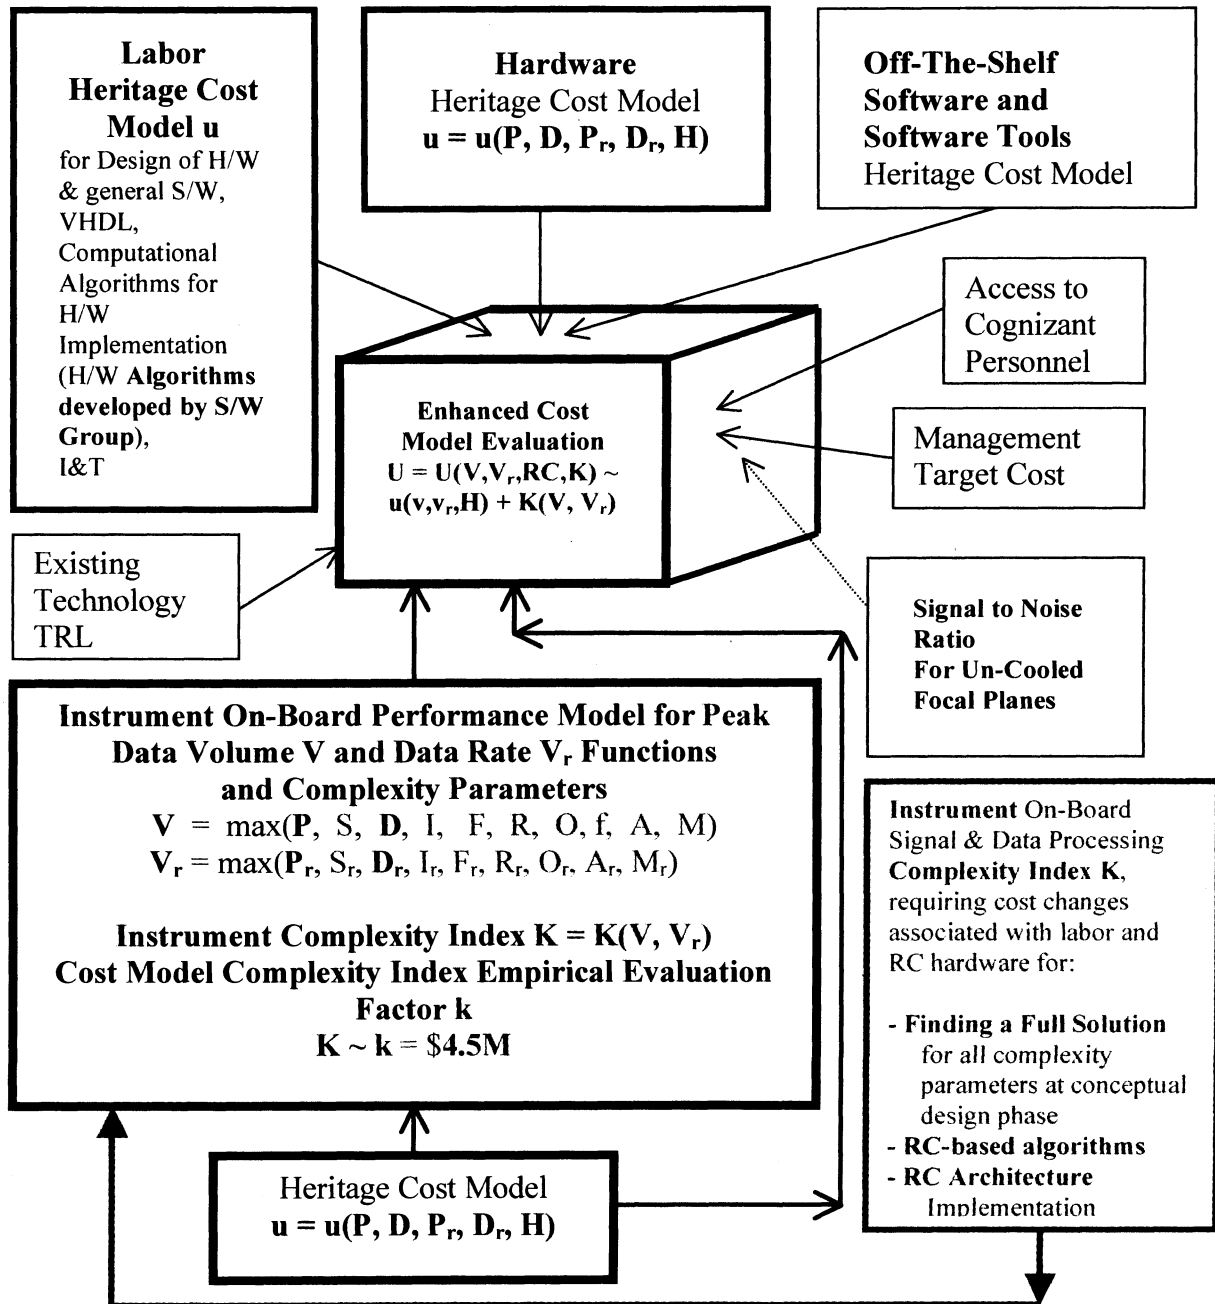 Labor
Heritage Cost
Model u
for Design of H/W
& general S/W,
VHDL,
Computational
Algorithms for
H/W
Implementation
(H/W Algorithms
developed by S/W
Group),
I&T
Hardware
Heritage Cost Model
u = u(P, D, Pr, Dr, H)
Off-The-Shelf
Software and
Software Tools
Heritage Cost Model
Access to
Cognizant
Personnel
Enhanced Cost
Model Evaluation
U = U(V,Vr,RC,K) ~
u(v,vr,H) + K(V, Vr)
Management
Target Cost
Existing
Technology
TRL
Signal to Noise
Ratio
For Un-Cooled
Focal Planes
Instrument On-Board Performance Model for Peak
Data Volume V and Data Rate Vr Functions
and Complexity Parameters
V = max(P, S, D, I, F, R, O, f, A, M)
Vr = max(Pr, Sr, Dr, Ir, Fr, Rr, Or, Ar, Mr)
Instrument Complexity Index K = K(V, Vr)
Cost Model Complexity Index Empirical Evaluation
Factor k
K ~ k = $4.5M
Instrument On-Board
Signal & Data Processing
Complexity Index K,
requiring cost changes
associated with labor and
RC hardware for:
- Finding a Full Solution
for all complexity
parameters at conceptual
design phase
- RC-based algorithms
- RC Architecture
Implementation
Heritage Cost Model
u = u(P, D, Pr, Dr, H)